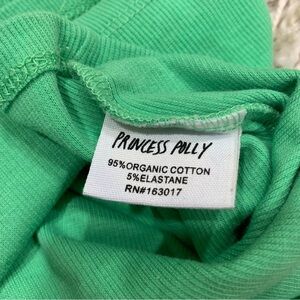 PRINCESS POLLY
95%ORGANIC COTTON
5%ELASTANE
RN#163017